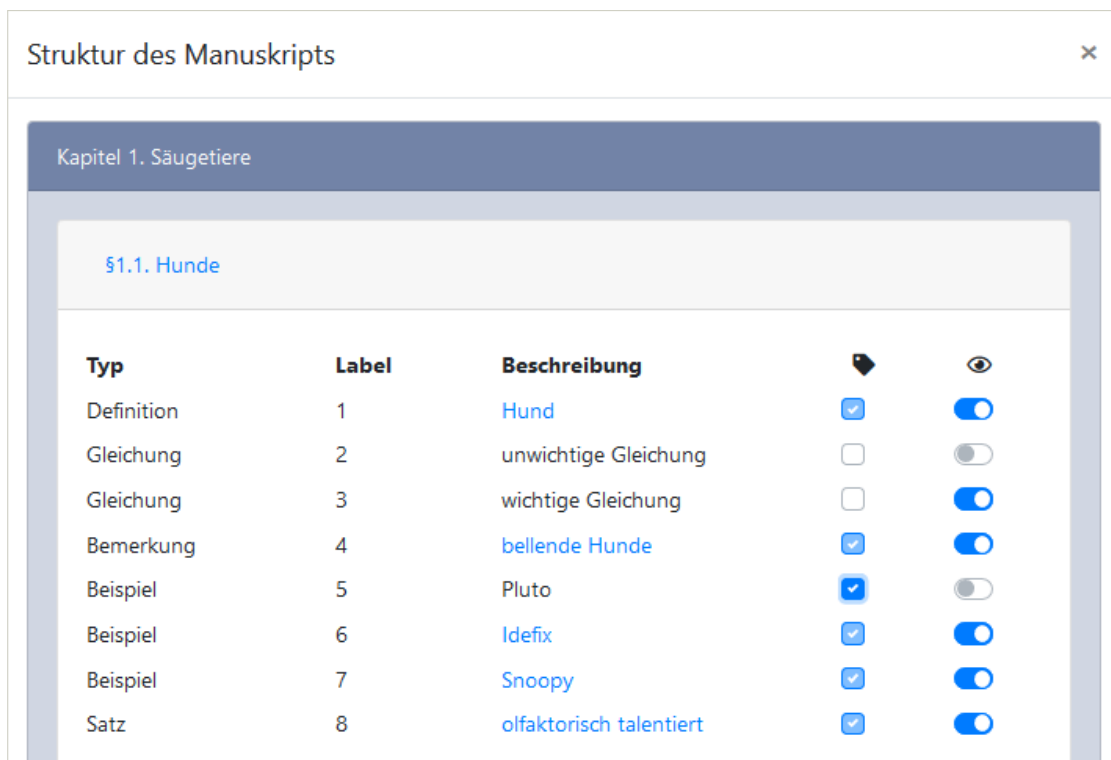 Struktur des Manuskripts ×
Kapitel 1. Säugetiere
§1.1. Hunde
Typ Label Beschreibung
Definition 1 Hund
Gleichung 2 unwichtige Gleichung
Gleichung 3 wichtige Gleichung
Bemerkung 4 bellende Hunde
Beispiel 5 Pluto
Beispiel 6 Idefix
Beispiel 7 Snoopy
Satz 8 olfaktorisch talentiert